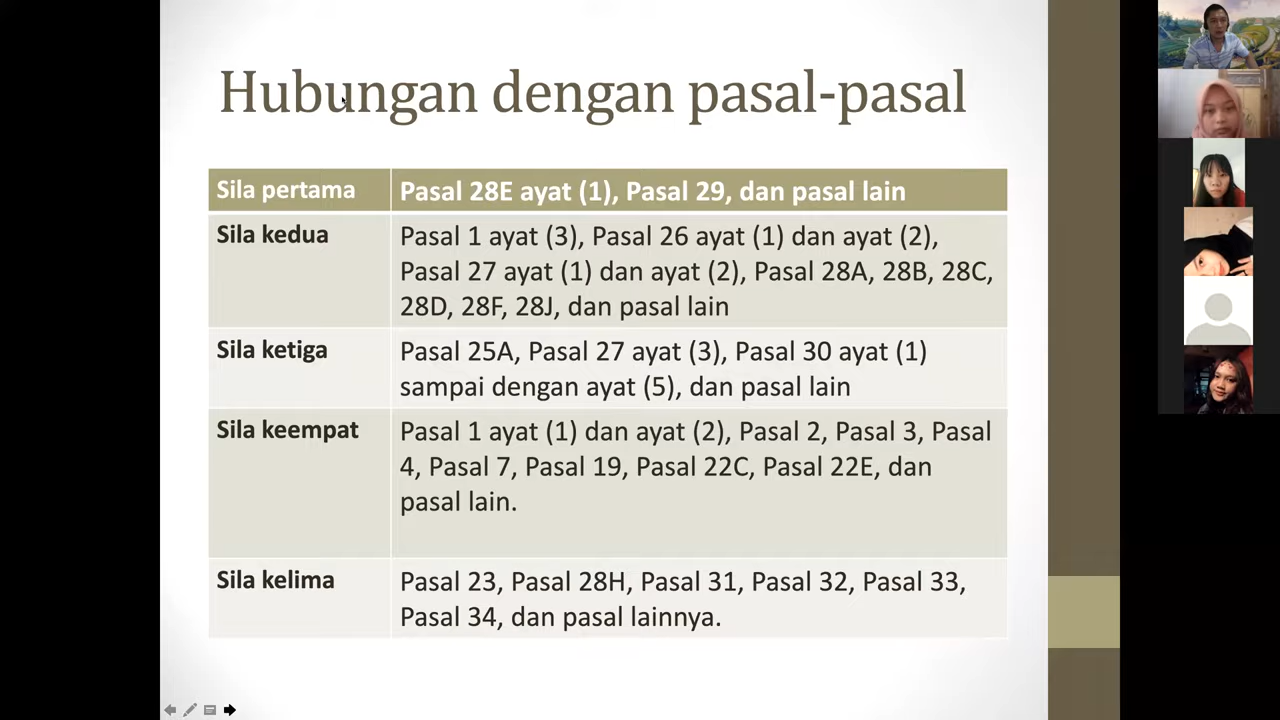 Hubungan dengan pasal-pasal
Sila pertama
Pasal 28E ayat (1), Pasal 29, dan pasal lain
Sila kedua
Pasal 1 ayat (3), Pasal 26 ayat (1) dan ayat (2),
Pasal 27 ayat (1) dan ayat (2), Pasal 28A, 28B, 28C,
28D, 28F, 28J, dan pasal lain
Sila ketiga
Pasal 25A, Pasal 27 ayat (3), Pasal 30 ayat (1)
sampai dengan ayat (5), dan pasal lain
Sila keempat
Pasal 1 ayat (1) dan ayat (2), Pasal 2, Pasal 3, Pasal
4, Pasal 7, Pasal 19, Pasal 22C, Pasal 22E, dan
pasal lain.
Sila kelima
Pasal 23, Pasal 28H, Pasal 31, Pasal 32, Pasal 33,
Pasal 34, dan pasal lainnya.